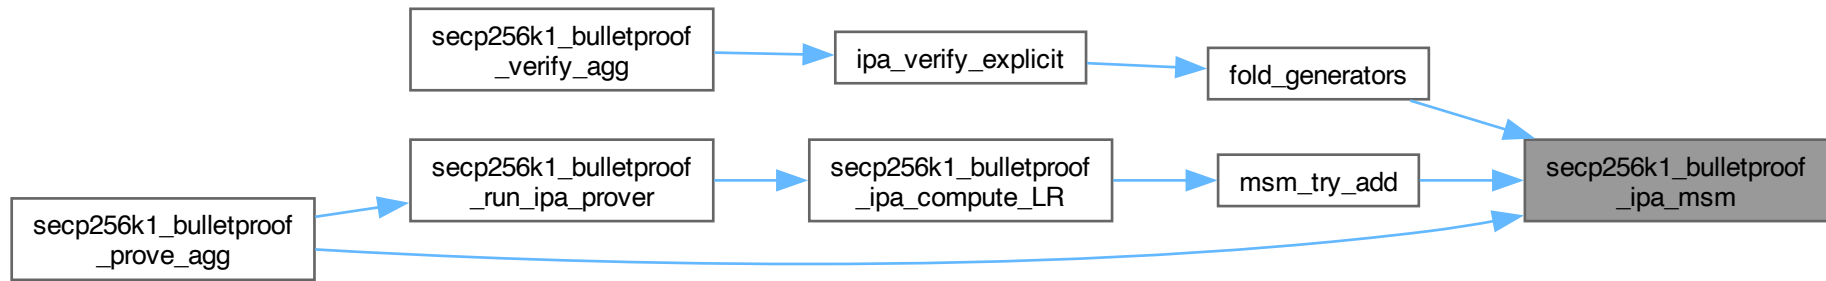 secp256k1_bulletproof
_verify_agg
ipa_verify_explicit
fold_generators
secp256k1_bulletproof
_run_ipa_prover
secp256k1_bulletproof
_ipa_compute_LR
msm_try_add
secp256k1_bulletproof
_ipa_msm
secp256k1_bulletproof
_prove_agg